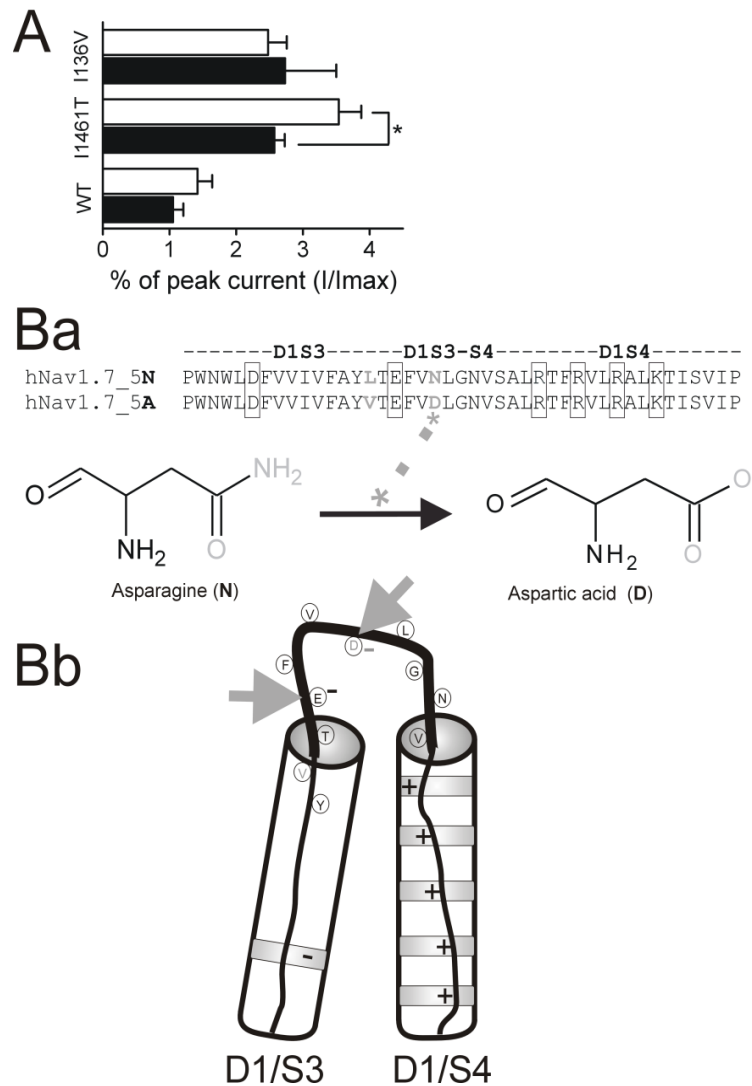 A
I136V
I1461T
WT
*
0 1 2 3 4
% of peak current (I/Imax)
Ba
-------D1S3-------D1S3-S4--------D1S4--------
hNav1.7_5N PWNWLDFVVIVFAYLTEFVNLGNVSALRTFRVLRALKTISVIP
hNav1.7_5A PWNWLDFVVIVFAYVTEFVDLGNVSALRTFRVLRALKTISVIP
*
*
O NH2 NH2 O
Asparagine (N)
O NH2 O O
Aspartic acid (D)
Bb
V
D -
L
F
G
E -
N
T
V
V
Y
+
+
+
+
+
-
D1/S3 D1/S4